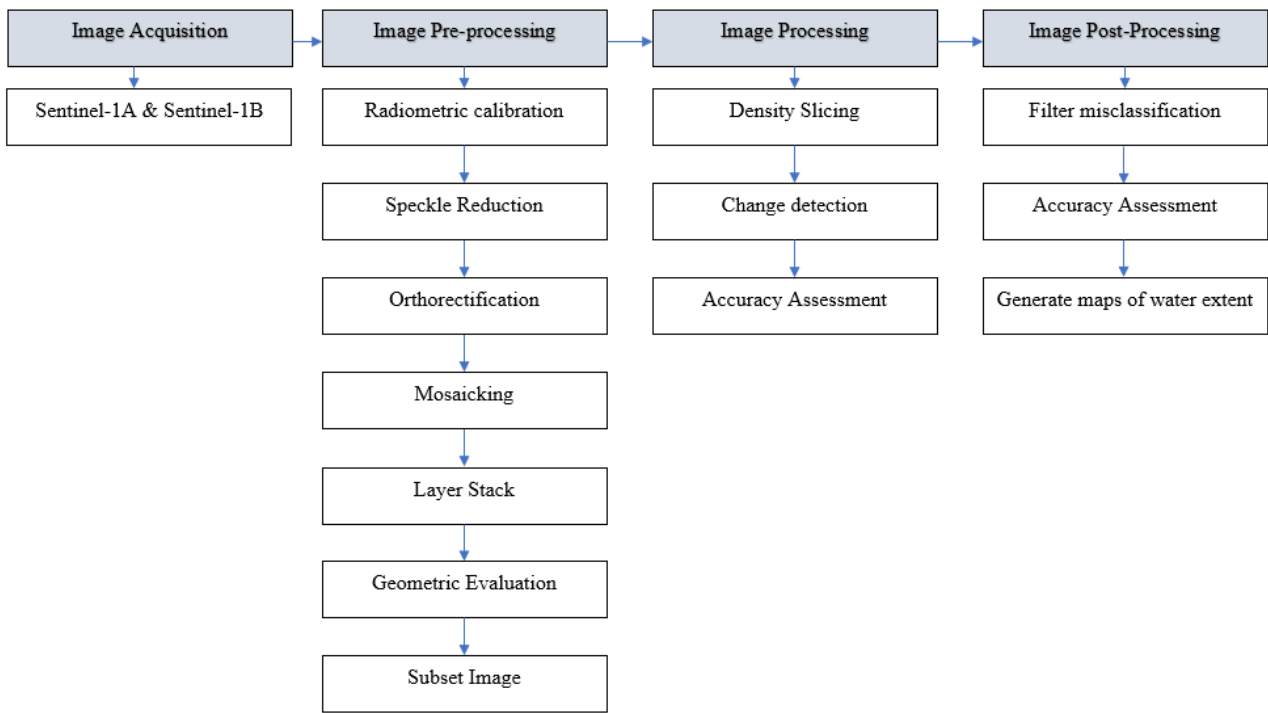 Image Acquisition
Image Pre-processing
Image Processing
Image Post-Processing
Sentinel-1A & Sentinel-1B
Radiometric calibration
Density Slicing
Filter misclassification
Speckle Reduction
Change detection
Accuracy Assessment
Orthorectification
Accuracy Assessment
Generate maps of water extent
Mosaicking
Layer Stack
Geometric Evaluation
Subset Image